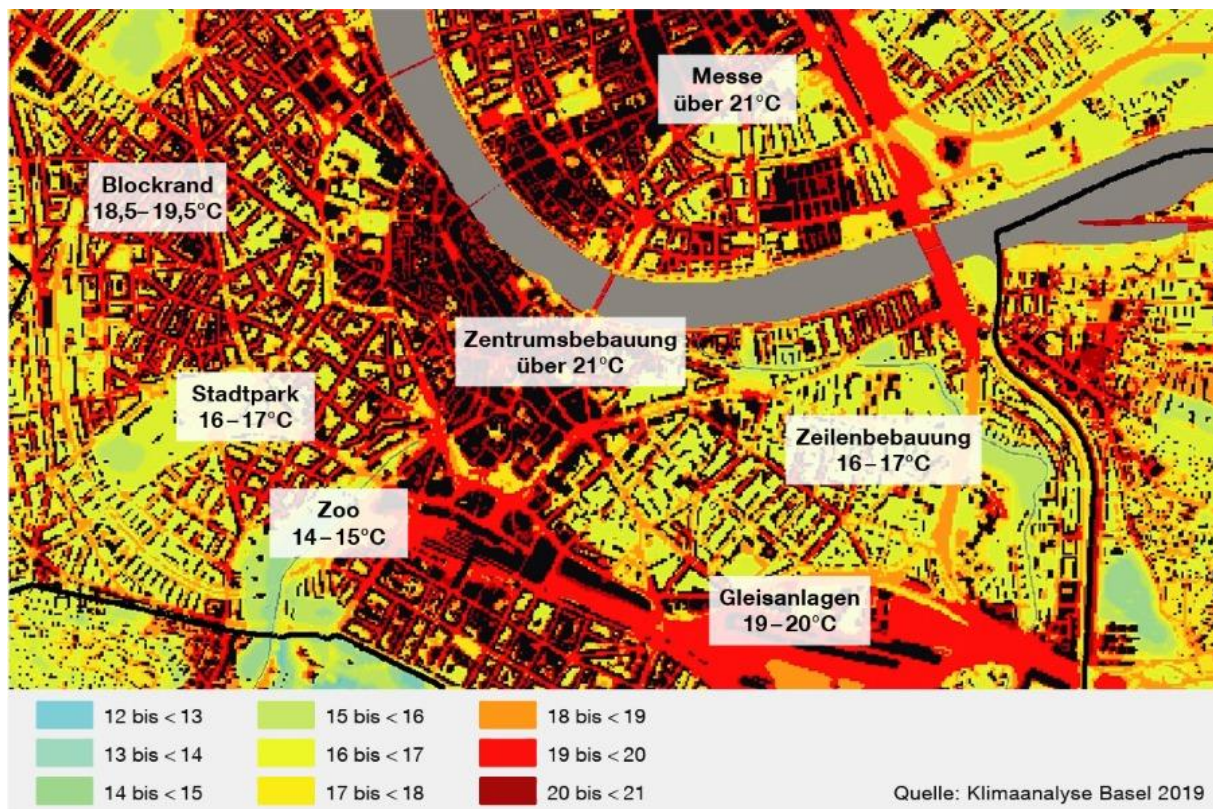 Messe
über 21°C
Blockrand
18,5–19,5°C
Zentrumsbebauung
über 21°C
Stadtpark
16–17°C
Zeilenbebauung
16–17°C
Zoo
14–15°C
Gleisanlagen
19–20°C
12 bis < 13
13 bis < 14
14 bis < 15
15 bis < 16
16 bis < 17
17 bis < 18
18 bis < 19
19 bis < 20
20 bis < 21
Quelle: Klimaanalyse Basel 2019